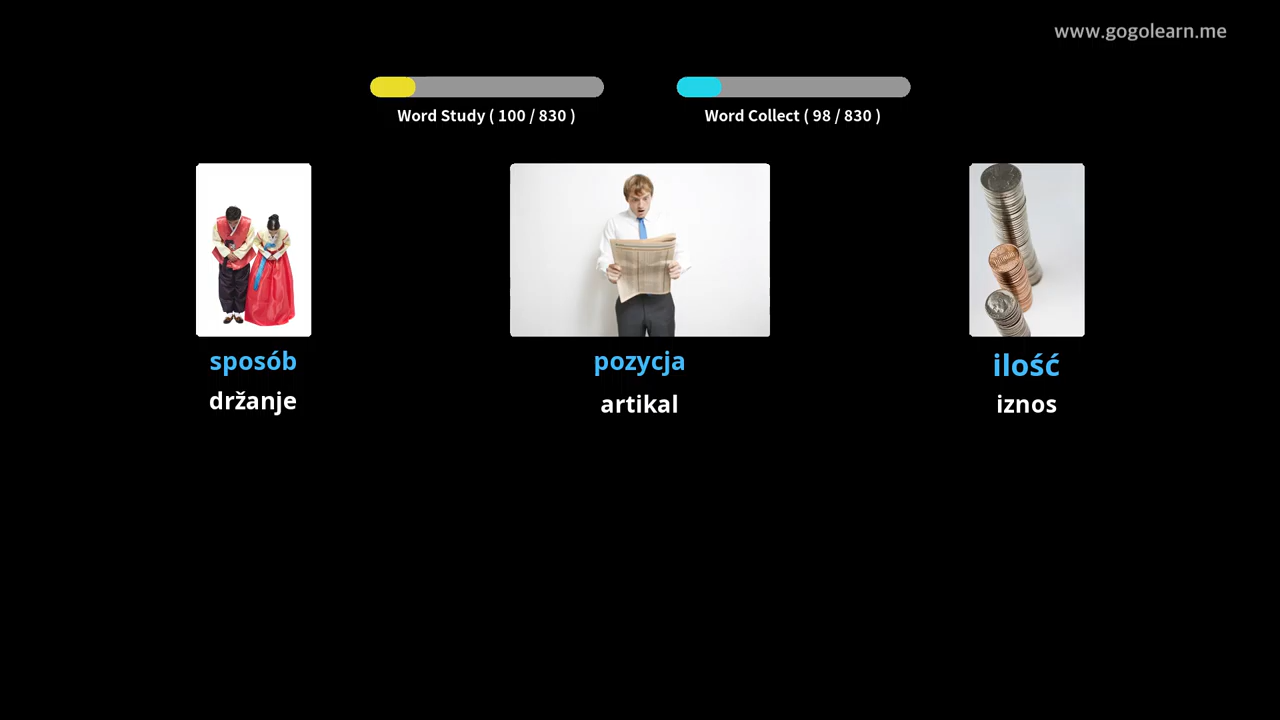 www.gogolearn.me
Word Study ( 100 / 830 )
Word Collect ( 98 / 830 )
sposób
držanje
pozycja
artikal
ilość
iznos